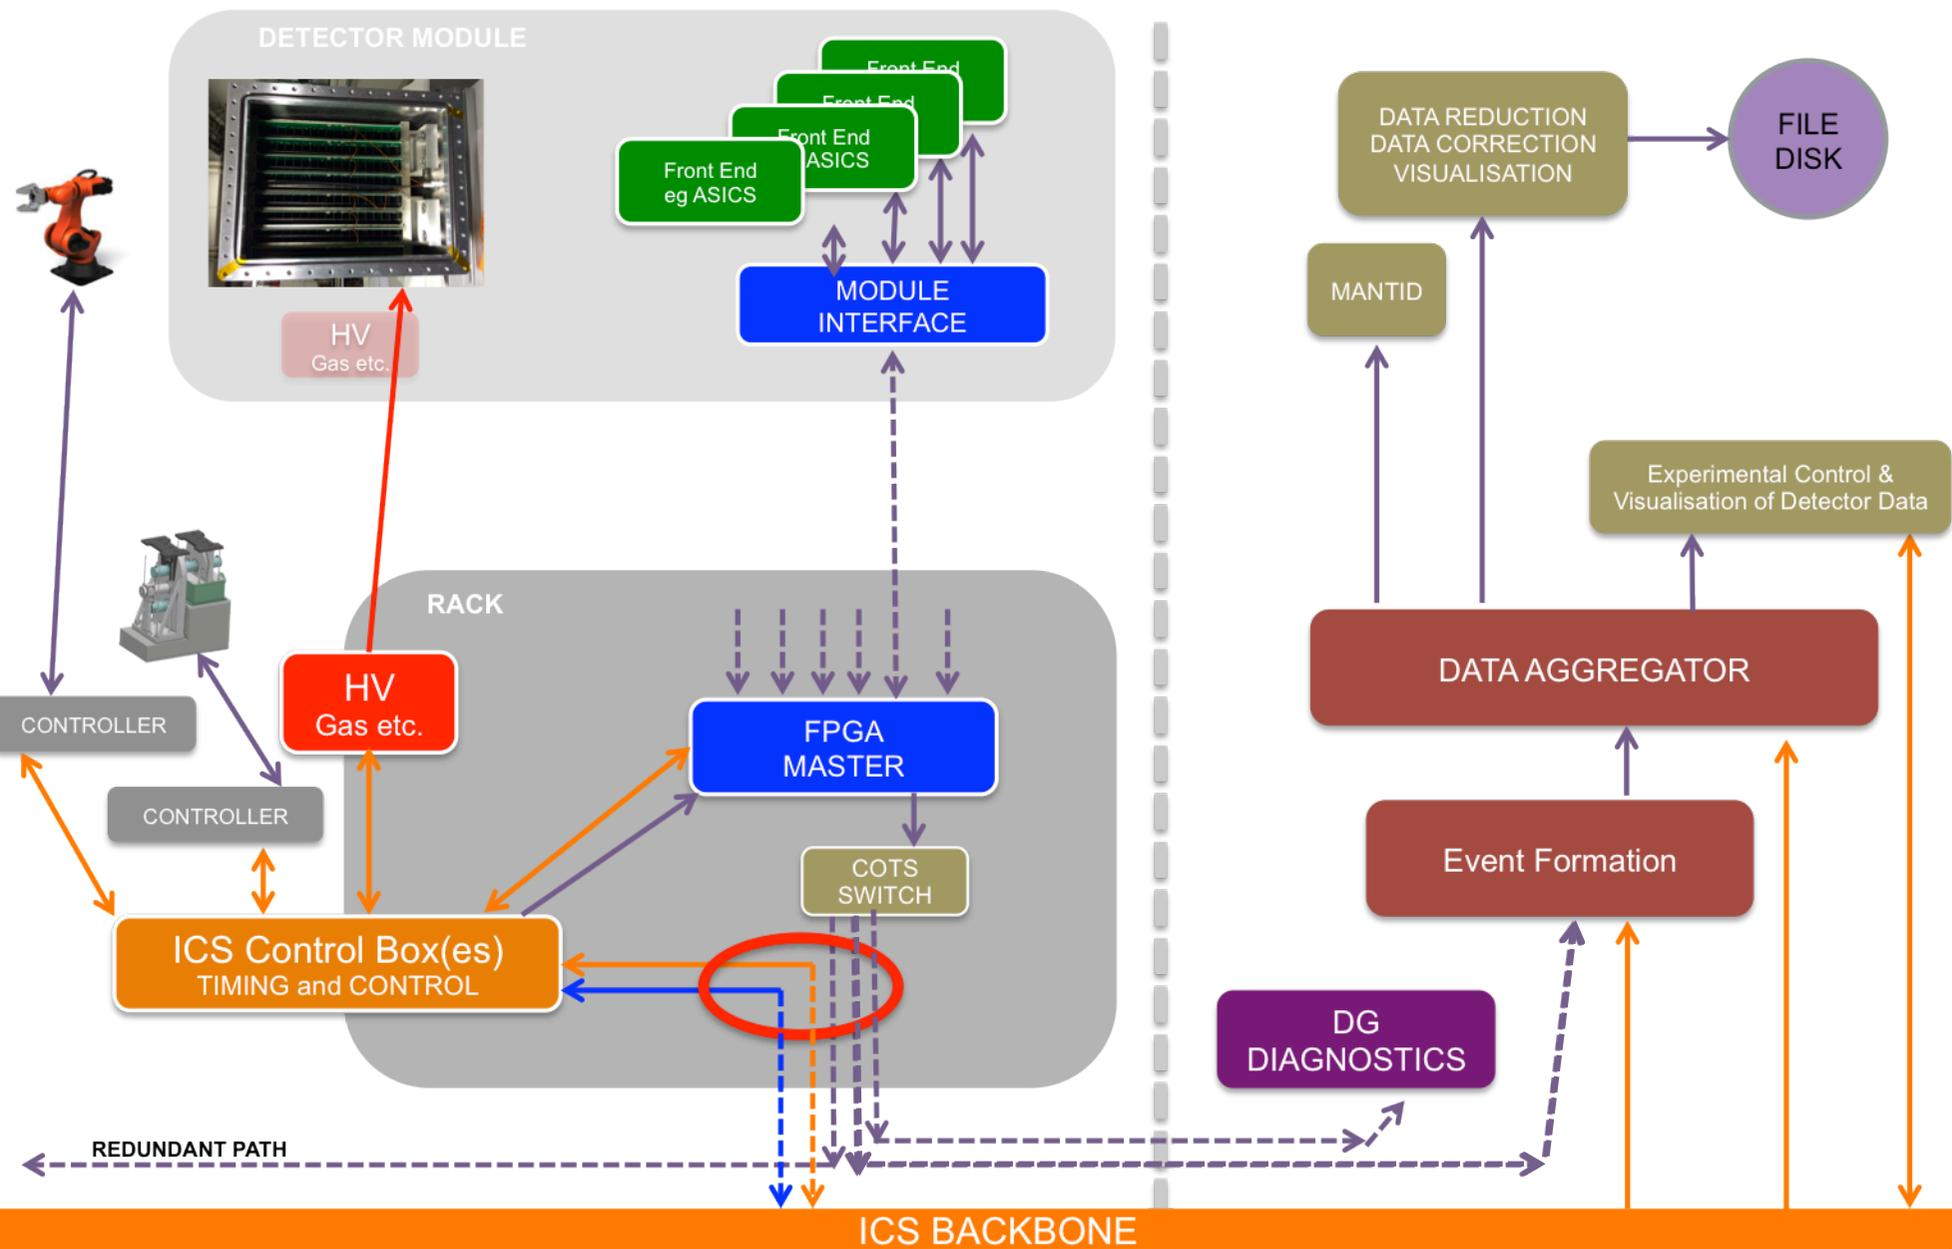 DETECTOR MODULE
Front End
Front End
Front End
ASICS
Front End
eg ASICS
MODULE
INTERFACE
HV
Gas etc.
DATA REDUCTION
DATA CORRECTION
VISUALISATION
FILE
DISK
MANTID
Experimental Control &
Visualisation of Detector Data
RACK
HV
Gas etc.
CONTROLLER
CONTROLLER
FPGA
MASTER
COTS
SWITCH
DATA AGGREGATOR
Event Formation
ICS Control Box(es)
TIMING and CONTROL
DG
DIAGNOSTICS
REDUNDANT PATH
ICS BACKBONE